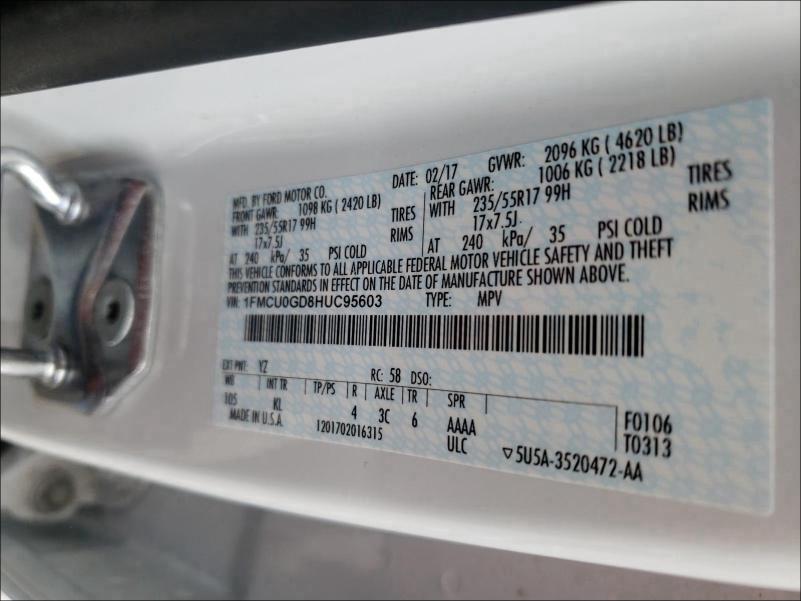 MFD. BY FORD MOTOR CO.
DATE: 02/17 GVWR: 2096 KG ( 4620 LB)
FRONT GAWR: 1098 KG ( 2420 LB)
REAR GAWR: 1006 KG ( 2218 LB)
WITH 235/55R17 99H TIRES
WITH 235/55R17 99H TIRES
17x7.5J RIMS
17x7.5J RIMS
AT 240 kPa/ 35 PSI COLD
AT 240 kPa/ 35 PSI COLD
THIS VEHICLE CONFORMS TO ALL APPLICABLE FEDERAL MOTOR VEHICLE SAFETY AND THEFT
PREVENTION STANDARDS IN EFFECT ON THE DATE OF MANUFACTURE SHOWN ABOVE.
VIN: 1FMCU0GD8HUC95603 TYPE: MPV
EXT PNT: YZ RC: 58 DSO:
WB INT TR TP/PS R AXLE TR SPR
105 KL 4 3C 6 AAAA F0106
MADE IN U.S.A. 1201702016315 ULC T0313
▽5U5A-3520472-AA